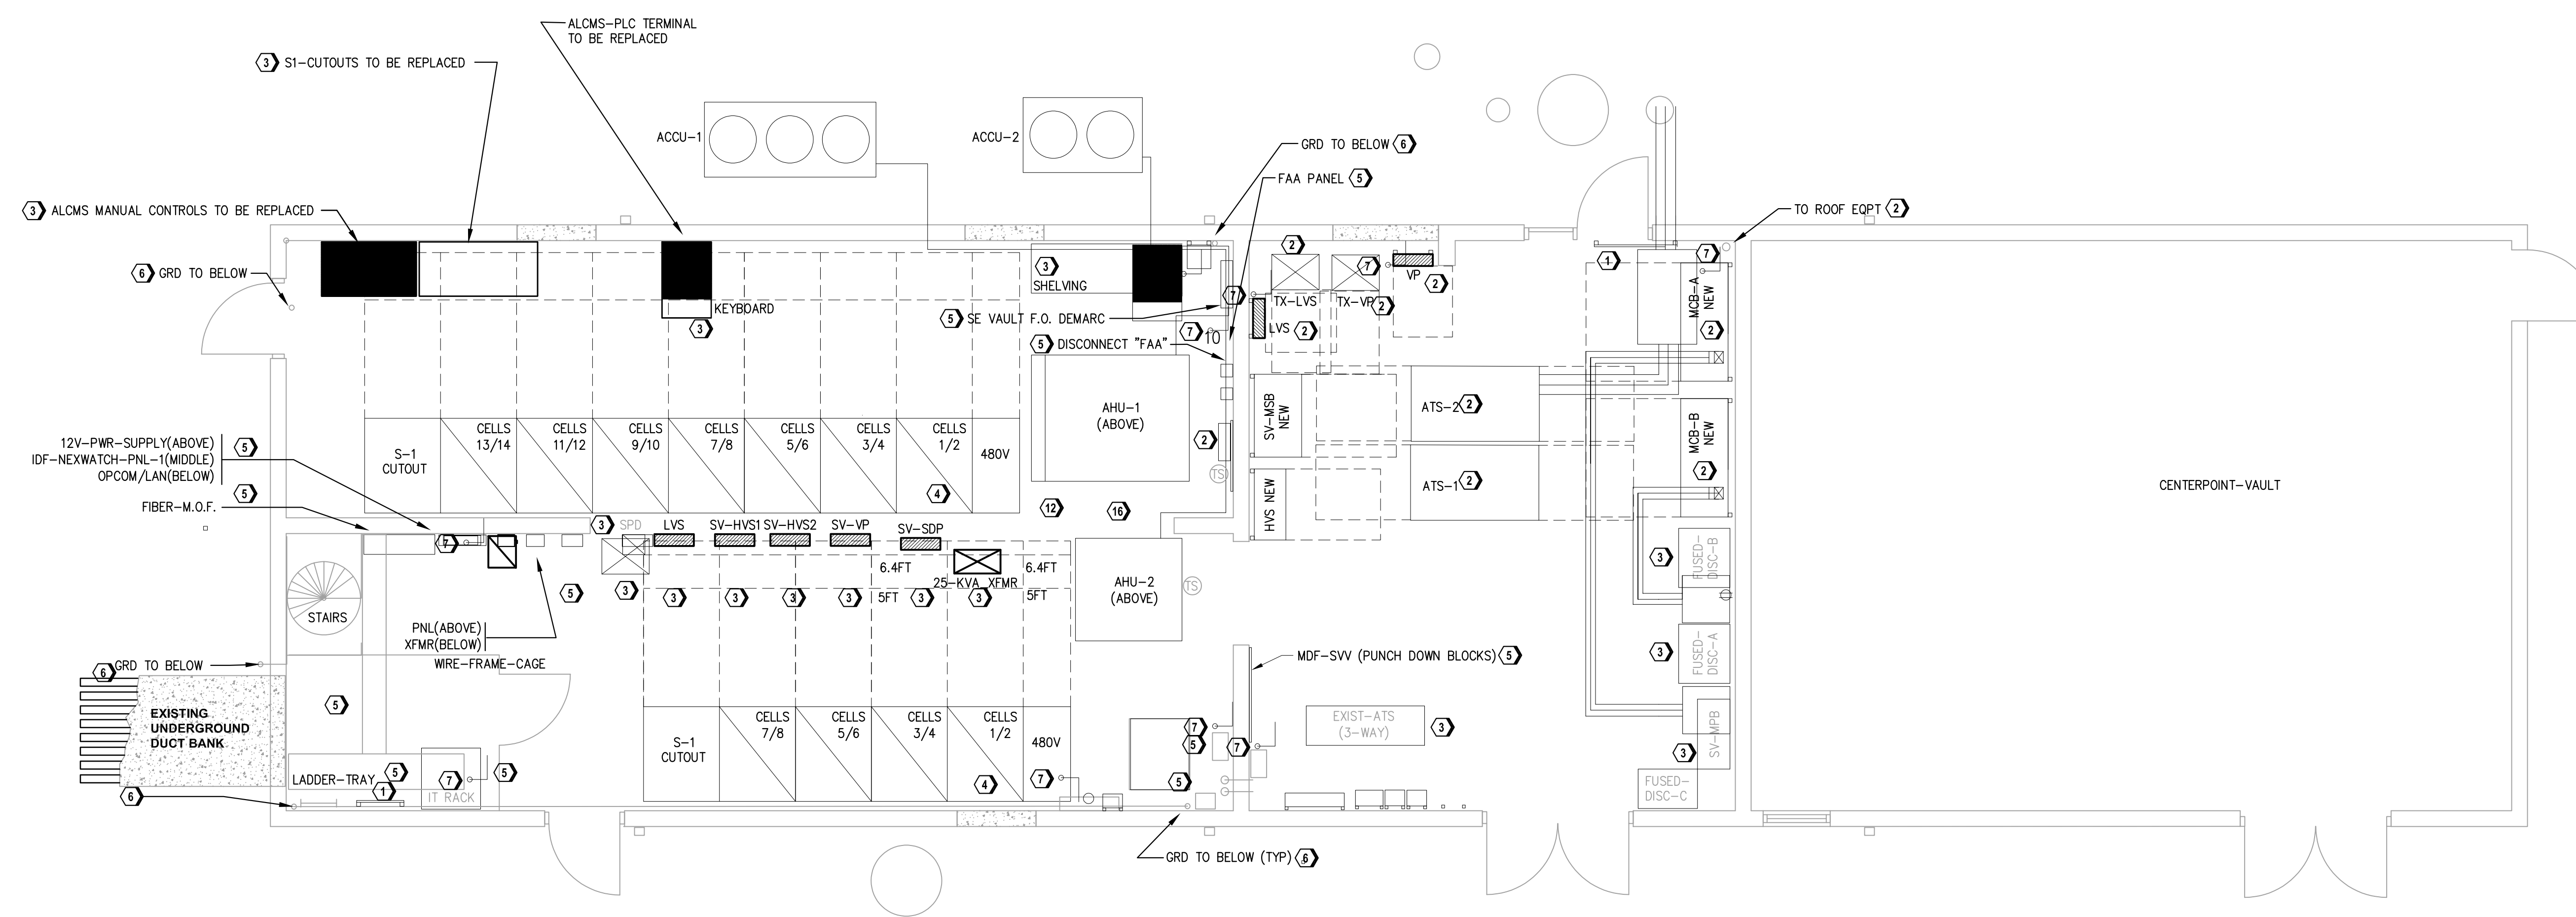 ALCMS-PLC TERMINAL
TO BE REPLACED
3 S1-CUTOUTS TO BE REPLACED
ACCU-1
ACCU-2
GRD TO BELOW 6
FAA PANEL 5
3 ALCMS MANUAL CONTROLS TO BE REPLACED
TO ROOF EQPT 2
6 GRD TO BELOW
3
SHELVING
KEYBOARD
3
5 SE VAULT F.O. DEMARC
7
7
10
5 DISCONNECT "FAA"
2
TX-LVS
7
TX-VP
2
VP
2
LVS
2
1
7
MCB-A
NEW
2
AHU-1
(ABOVE)
2
TS
SV-MSB
NEW
HVS NEW
ATS-2
2
ATS-1
2
MCB-B
NEW
2
CENTERPOINT-VAULT
12V-PWR-SUPPLY(ABOVE)
IDF-NEXWATCH-PNL-1(MIDDLE)
OPCOM/LAN(BELOW)
5
5
FIBER-M.O.F.
S-1
CUTOUT
CELLS
13/14
CELLS
11/12
CELLS
9/10
CELLS
7/8
CELLS
5/6
CELLS
3/4
CELLS
1/2
480V
4
12
16
7
3
SPD
LVS
SV-HVS1
SV-HVS2
SV-VP
SV-SDP
25-KVA XFMR
6.4FT
6.4FT
5FT
5FT
3
3
3
3
3
3
3
AHU-2
(ABOVE)
TS
3
FUSED-
DISC-B
STAIRS
5
PNL(ABOVE)
XFMR(BELOW)
WIRE-FRAME-CAGE
GRD TO BELOW
6
MDF-SVV (PUNCH DOWN BLOCKS) 5
3
FUSED-
DISC-A
EXISTING
UNDERGROUND
DUCT BANK
5
S-1
CUTOUT
CELLS
7/8
CELLS
5/6
CELLS
3/4
CELLS
1/2
480V
4
7
7
5
5
7
EXIST-ATS
(3-WAY)
3
3
SV-MPB
FUSED-
DISC-C
LADDER-TRAY
5
1
7
IT RACK
5
6
GRD TO BELOW (TYP) 6